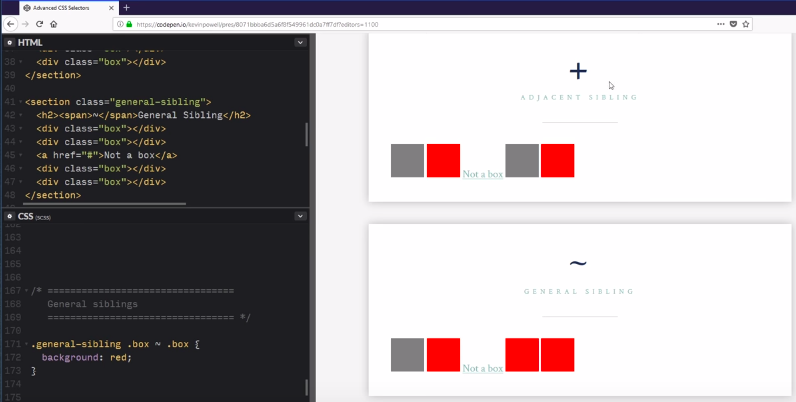 Advanced CSS Selectors
https://codepen.io/kevinpowell/pres/8071bbba6d5a6f5f549961dc0a7ff7df?editors=1100
HTML
38 <div class="box"></div>
39 </section>
40
41 <section class="general-sibling">
42 <h2><span>~</span>General Sibling</h2>
43 <div class="box"></div>
44 <div class="box"></div>
45 <a href="#">Not a box</a>
46 <div class="box"></div>
47 <div class="box"></div>
48 </section>
CSS (SCSS)
162
163
164
165
166
167 /* =================================
168 General siblings
169 ================================= */
170
171 .general-sibling .box ~ .box {
172 background: red;
173 }
174
175
+
ADJACENT SIBLING
Not a box
~
GENERAL SIBLING
Not a box